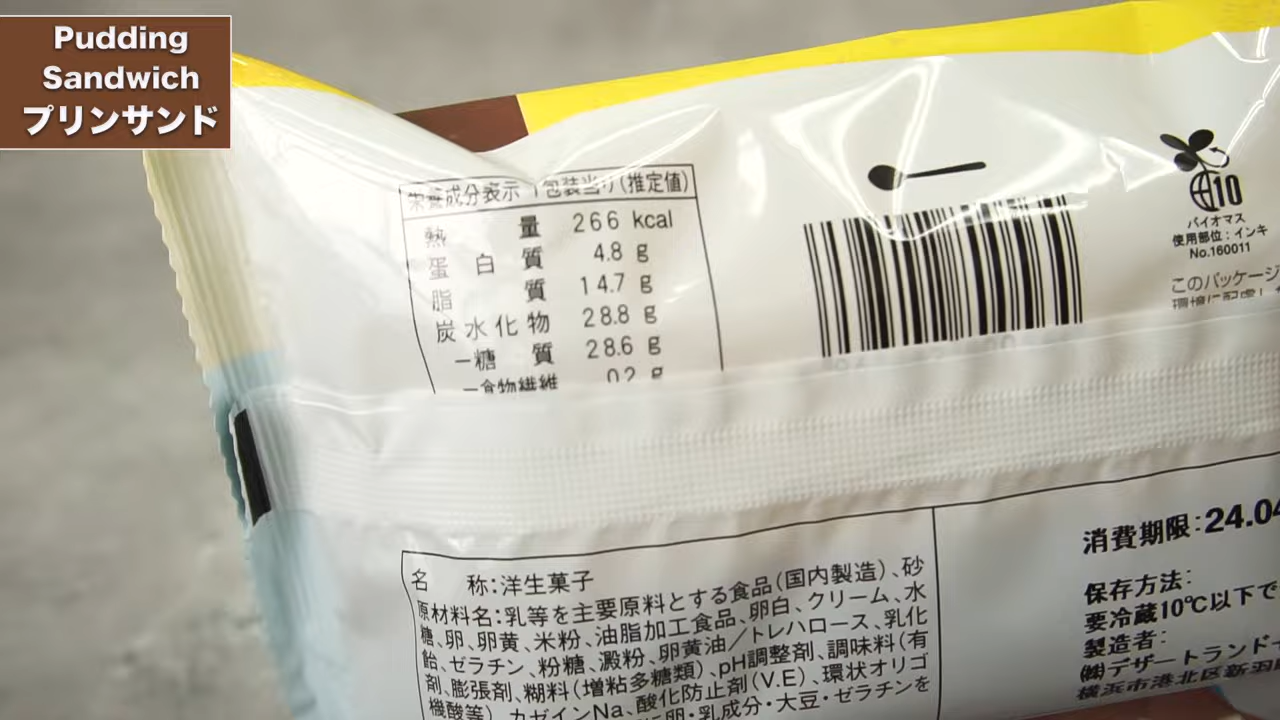 Pudding
Sandwich
プリンサンド
栄養成分表示 1包装当り(推定値)
熱量 266 kcal
蛋白質 4.8 g
脂質 14.7 g
炭水化物 28.8 g
－糖質 28.6 g
－食物繊維 0.2 g
10
バイオマス
使用部位：インキ
No.160011
このパッケージ
環境に配慮し
名称：洋生菓子
原材料名：乳等を主要原料とする食品(国内製造)、砂
糖、卵、卵黄、米粉、油脂加工食品、卵白、クリーム、水
飴、ゼラチン、粉糖、澱粉、卵黄油／トレハロース、乳化
剤、膨張剤、糊料(増粘多糖類)、pH調整剤、調味料(有
機酸等)、カゼインNa、酸化防止剤(V.E)、環状オリゴ
卵・乳成分・大豆・ゼラチンを
消費期限：24.04
保存方法：
要冷蔵10℃以下で
製造者：
㈱デザートランド
横浜市港北区新羽